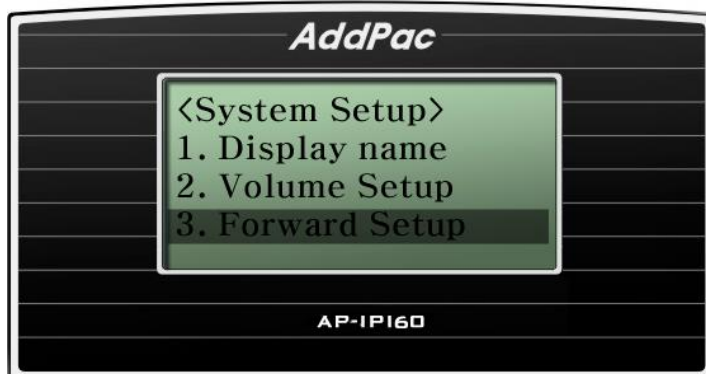 AddPac
<System Setup>
1. Display name
2. Volume Setup
3. Forward Setup
AP-IP160